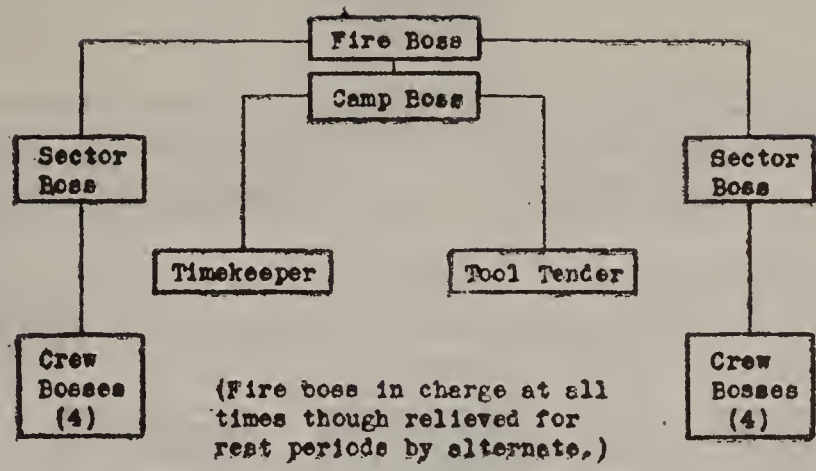 Fire Boss
Camp Boss
Sector
Boss
Sector
Boss
Timekeeper
Tool Tender
Crew
Bosses
(4)
(Fire boss in charge at all
times though relieved for
rest periods by alternate.)
Crew
Bosses
(4)